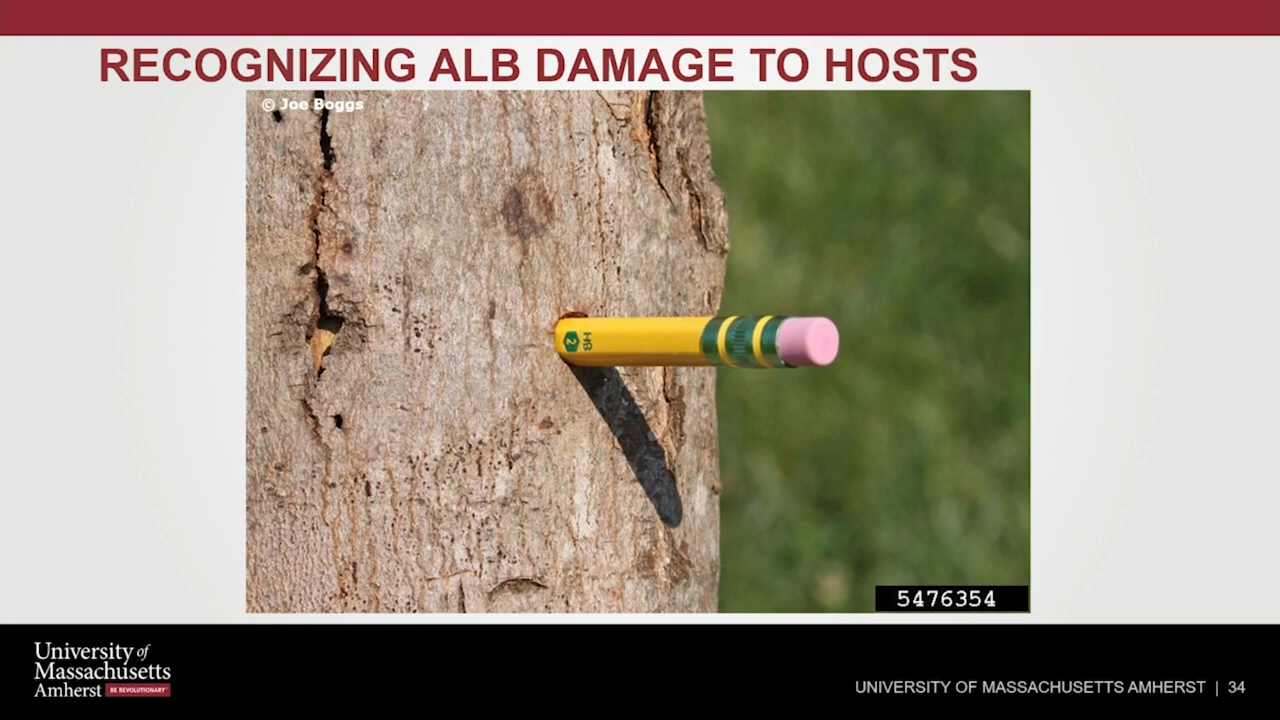 RECOGNIZING ALB DAMAGE TO HOSTS
© Joe Boggs
HB
2
5476354
University of
Massachusetts
Amherst BE REVOLUTIONARY
UNIVERSITY OF MASSACHUSETTS AMHERST | 34